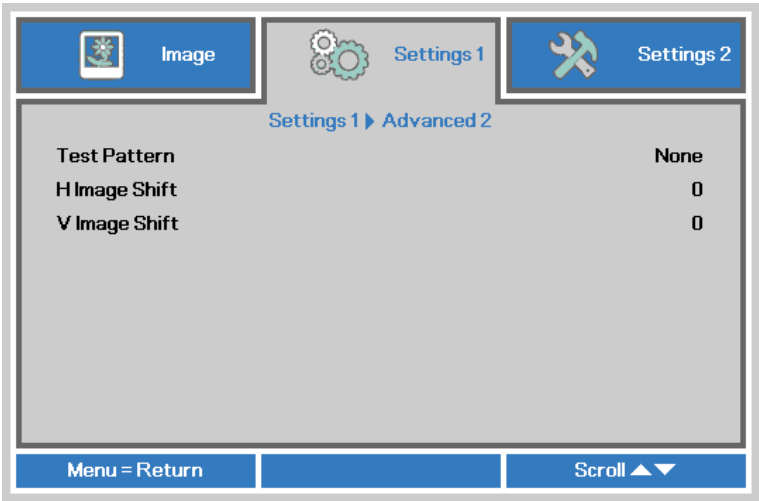 Image Settings 1 Settings 2
Settings 1 ▶ Advanced 2
Test Pattern None
H Image Shift 0
V Image Shift 0
Menu = Return Scroll ▲▼